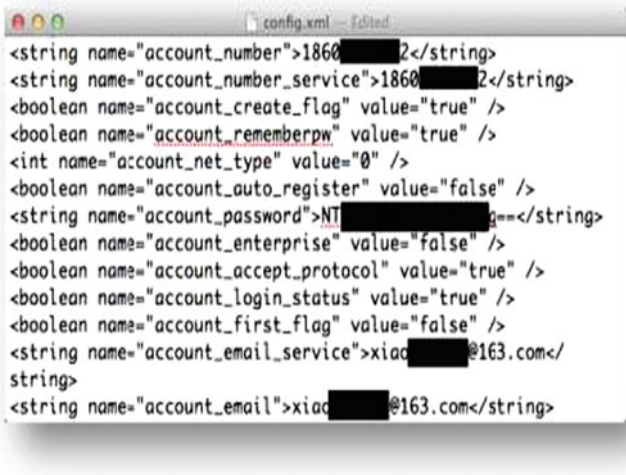 config.xml — Edited
<string name="account_number">1860 2</string>
<string name="account_number_service">1860 2</string>
<boolean name="account_create_flag" value="true" />
<boolean name="account_rememberpw" value="true" />
<int name="account_net_type" value="0" />
<boolean name="account_auto_register" value="false" />
<string name="account_password">NT g==</string>
<boolean name="account_enterprise" value="false" />
<boolean name="account_accept_protocol" value="true" />
<boolean name="account_login_status" value="true" />
<boolean name="account_first_flag" value="false" />
<string name="account_email_service">xiao @163.com</
string>
<string name="account_email">xiao @163.com</string>